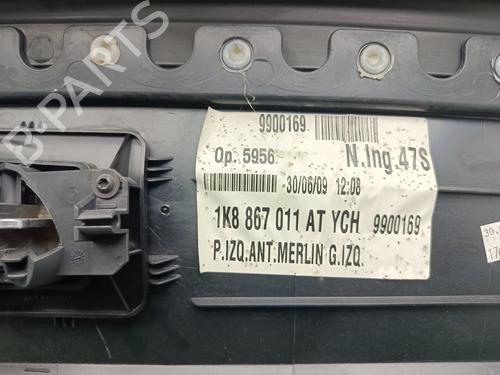 B-PARTS
9900169
Op: 5956 N.Ing.47S
30/06/09 12:08
1K8 867 011 AT YCH 9900169
P.IZQ.ANT.MERLIN G.IZQ.